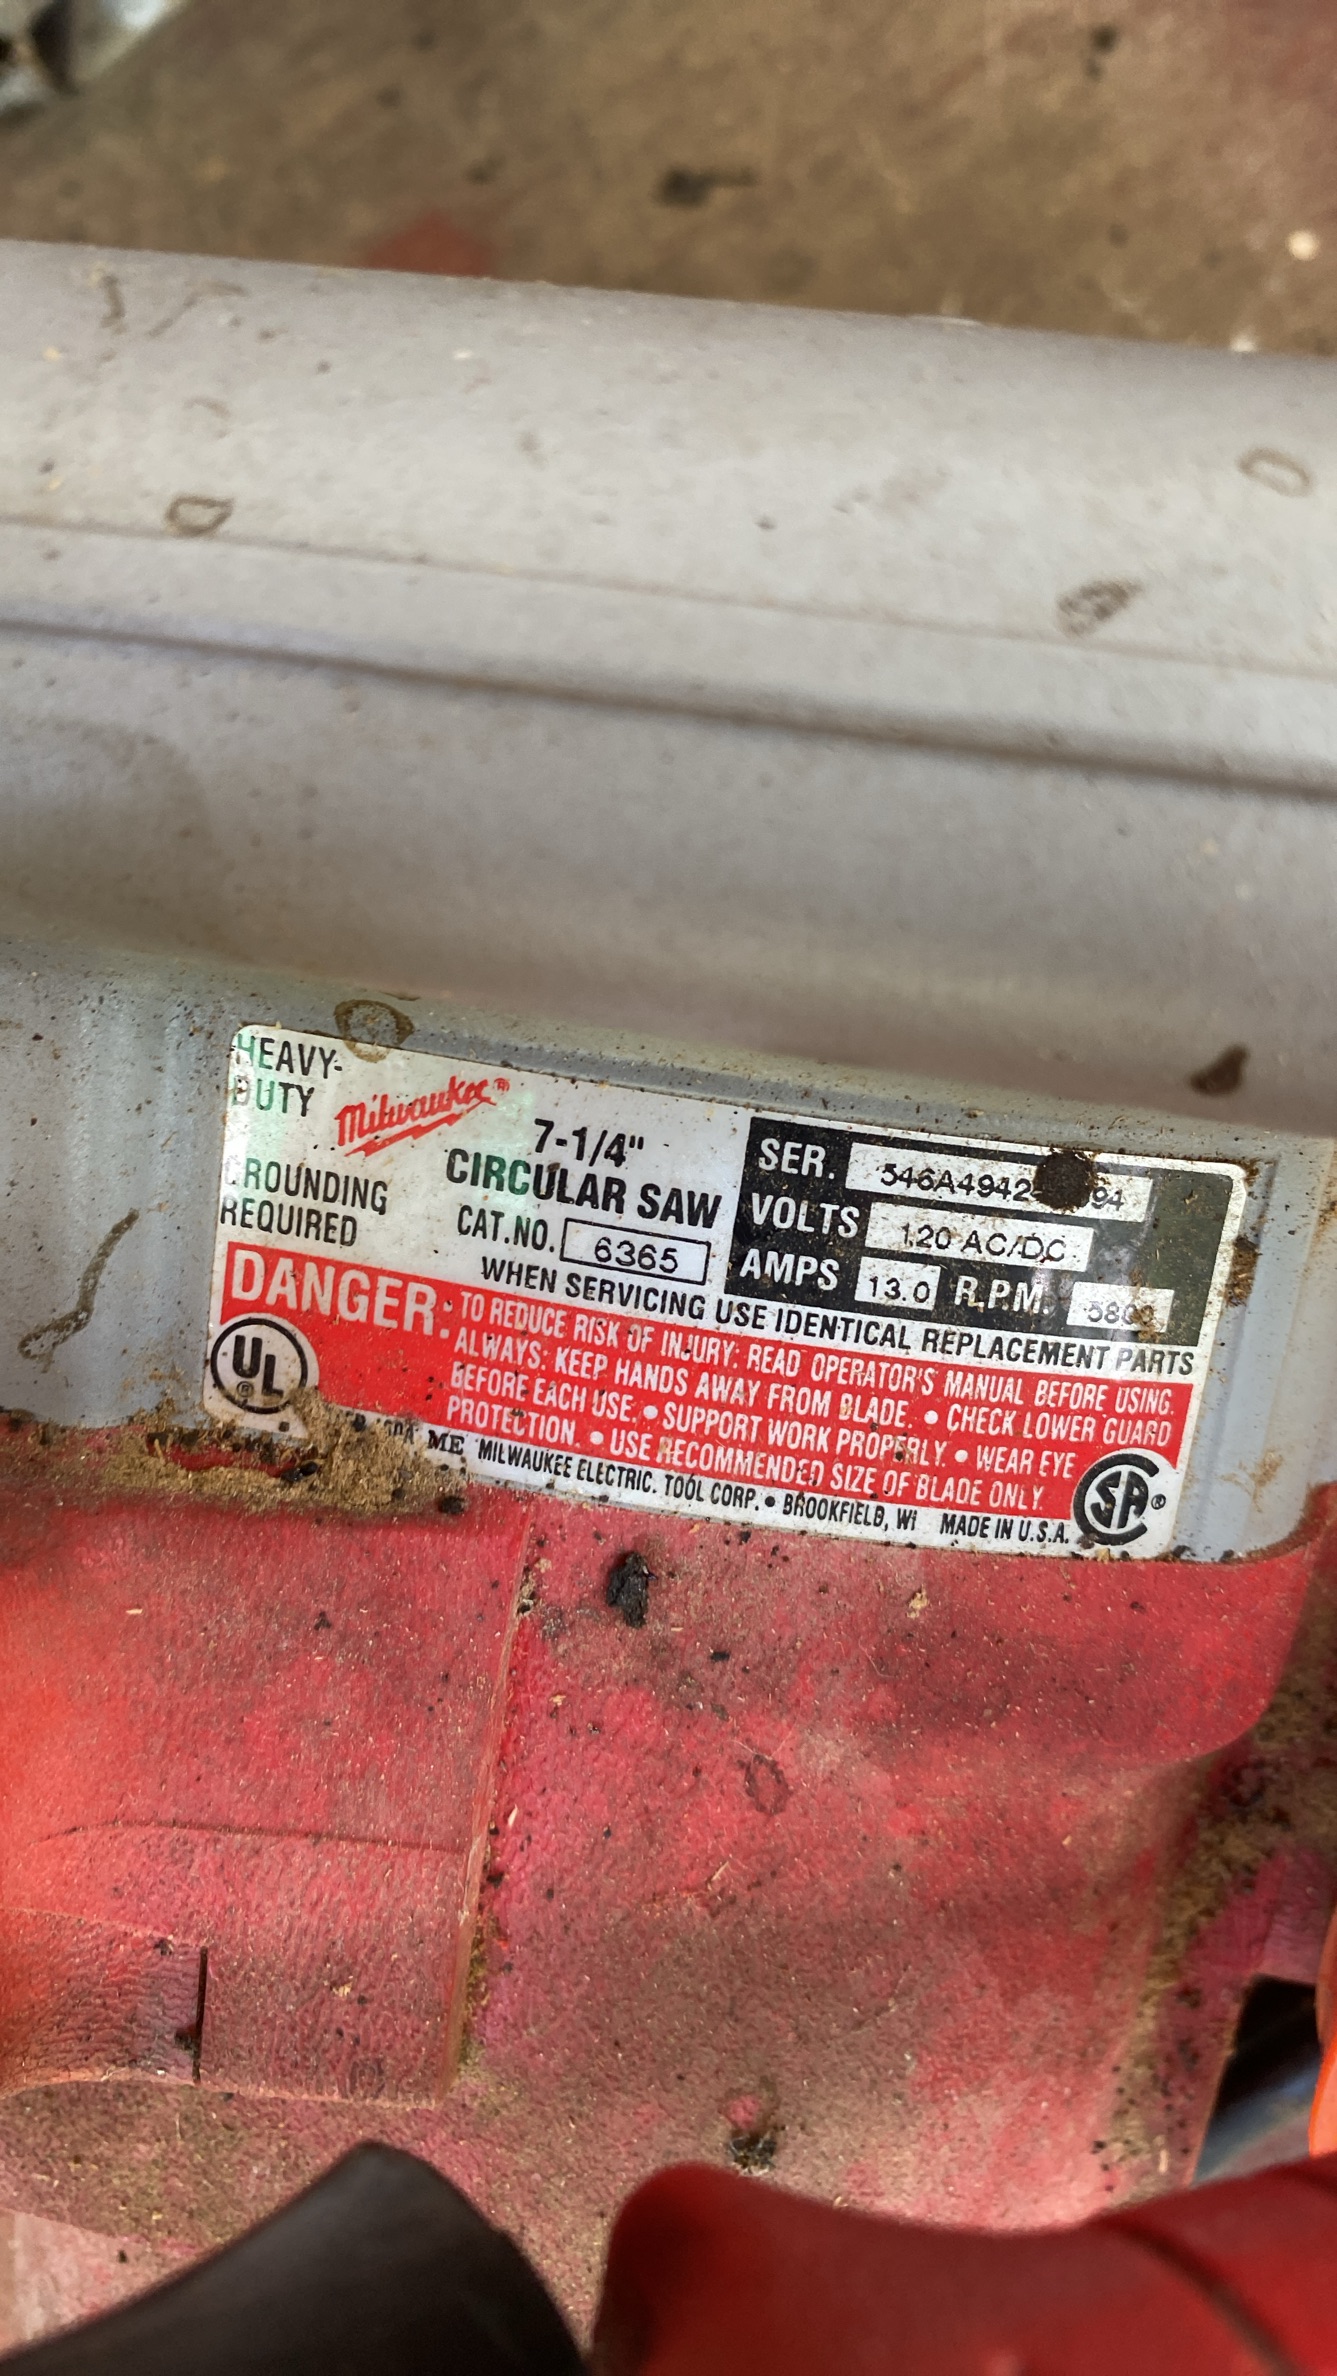 HEAVY-
DUTY
Milwaukee®
7-1/4"
CIRCULAR SAW
GROUNDING
REQUIRED
CAT.NO. 6365
SER.
VOLTS 120 AC/DC
AMPS 13.0 R.P.M.
WHEN SERVICING USE IDENTICAL REPLACEMENT PARTS
DANGER: TO REDUCE RISK OF INJURY: READ OPERATOR'S MANUAL BEFORE USING.
ALWAYS: KEEP HANDS AWAY FROM BLADE. • CHECK LOWER GUARD
BEFORE EACH USE. • SUPPORT WORK PROPERLY. • WEAR EYE
PROTECTION. • USE RECOMMENDED SIZE OF BLADE ONLY.
UL®
ME MILWAUKEE ELECTRIC. TOOL CORP. • BROOKFIELD, WI MADE IN U.S.A.
SA®